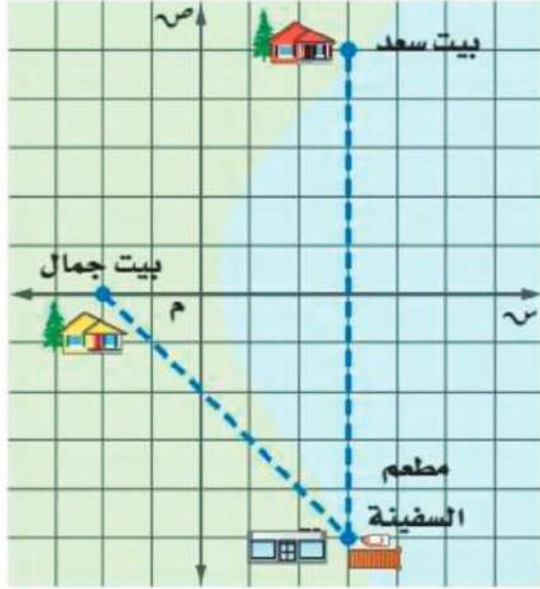 ص
بيت سعد
بيت جمال
م
س
مطعم
السفينة